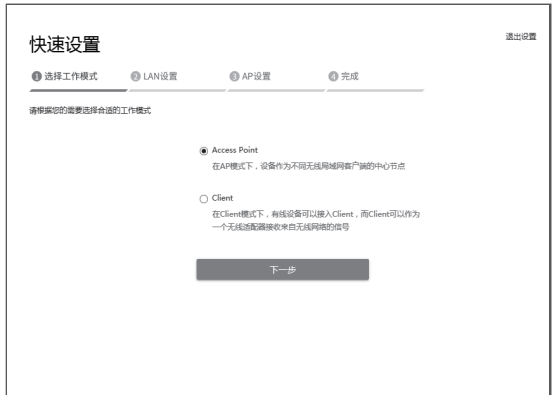 快速设置
退出设置
1 选择工作模式 2 LAN设置 3 AP设置 4 完成
请根据您的需要选择合适的工作模式
Access Point
在AP模式下，设备作为不同无线局域网客户端的中心节点
Client
在Client模式下，有线设备可以接入Client，而Client可以作为
一个无线适配器接收来自无线网络的信号
下一步